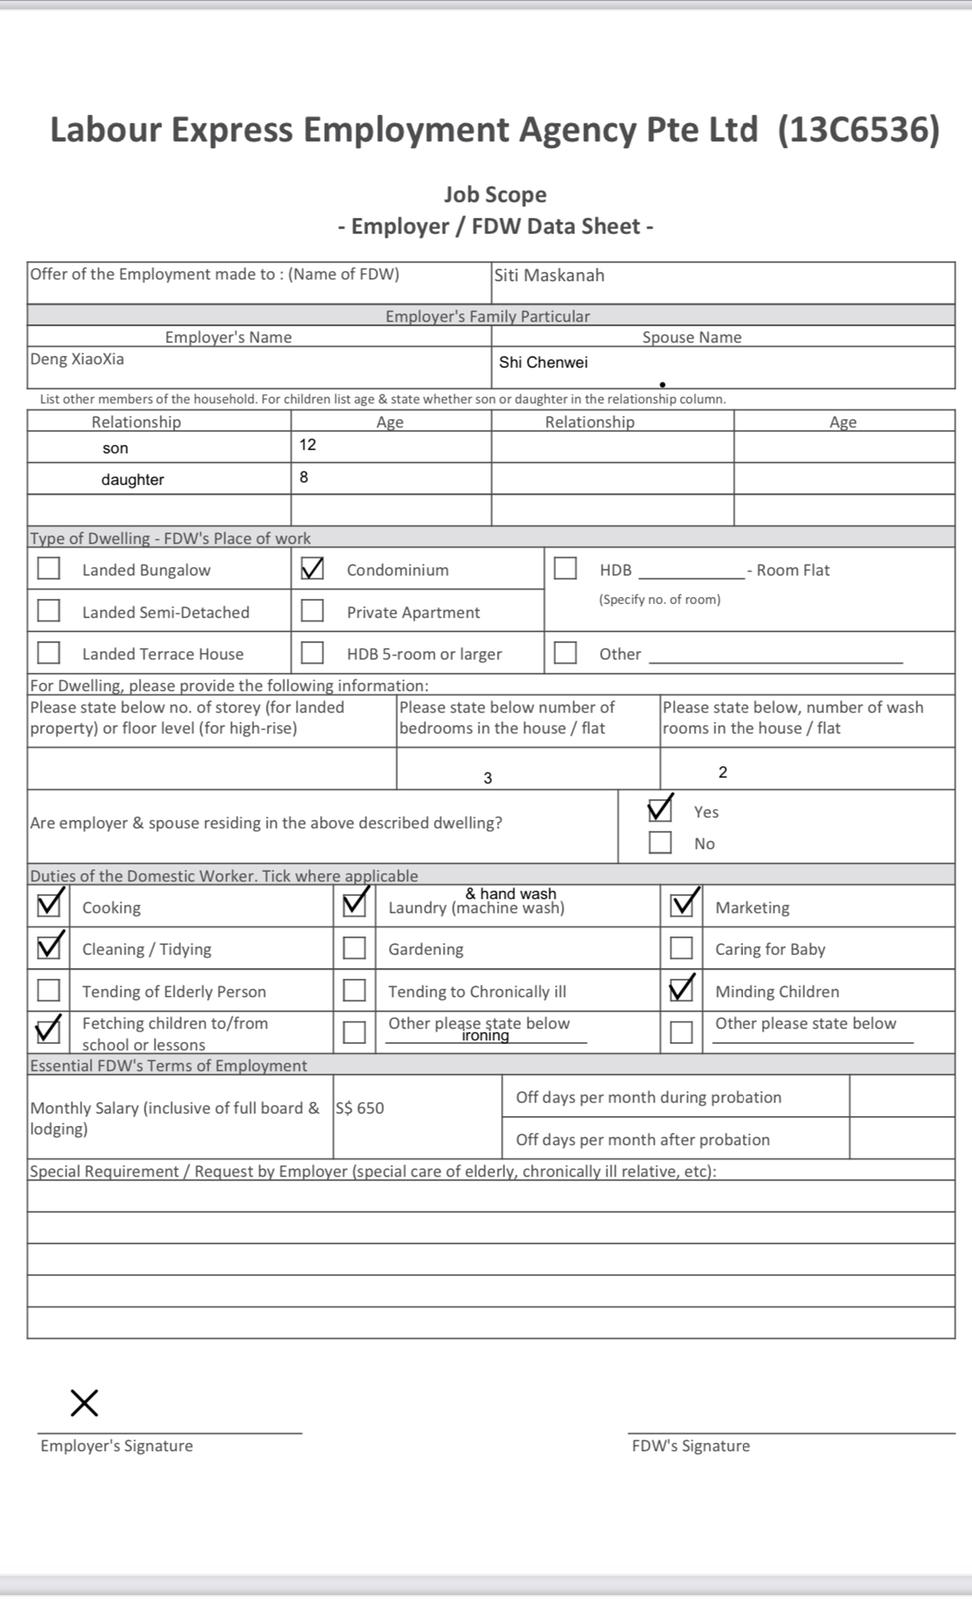 Labour Express Employment Agency Pte Ltd (13C6536)
Job Scope
- Employer / FDW Data Sheet -
Offer of the Employment made to : (Name of FDW) Siti Maskanah
Employer's Family Particular
Employer's Name Spouse Name
Deng XiaoXia Shi Chenwei
List other members of the household. For children list age & state whether son or daughter in the relationship column.
Relationship Age Relationship Age
son 12
daughter 8
Type of Dwelling - FDW's Place of work
Landed Bungalow Condominium HDB ____________ - Room Flat
(Specify no. of room)
Landed Semi-Detached Private Apartment
Landed Terrace House HDB 5-room or larger Other ____________
For Dwelling, please provide the following information:
Please state below no. of storey (for landed Please state below number of Please state below, number of wash
property) or floor level (for high-rise) bedrooms in the house / flat rooms in the house / flat
3 2
Are employer & spouse residing in the above described dwelling? Yes
No
Duties of the Domestic Worker. Tick where applicable
& hand wash
Cooking Laundry (machine wash) Marketing
Cleaning / Tidying Gardening Caring for Baby
Tending of Elderly Person Tending to Chronically ill Minding Children
Fetching children to/from Other please state below Other please state below
school or lessons ironing
Essential FDW's Terms of Employment
Monthly Salary (inclusive of full board & S$ 650 Off days per month during probation
lodging) Off days per month after probation
Special Requirement / Request by Employer (special care of elderly, chronically ill relative, etc):
X
Employer's Signature FDW's Signature